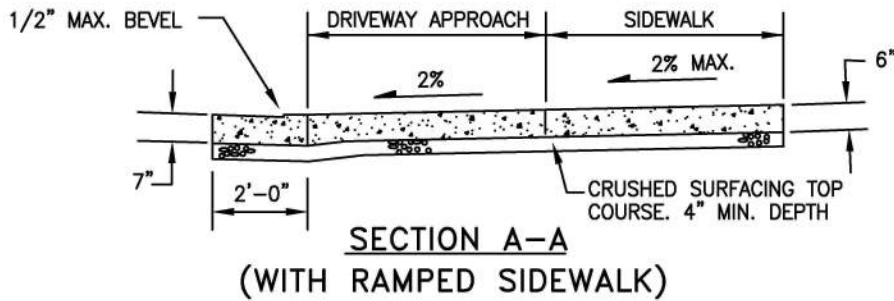 1/2” MAX. BEVEL
DRIVEWAY APPROACH
SIDEWALK
2%
2% MAX.
6”
7”
2’-0”
CRUSHED SURFACING TOP
COURSE. 4” MIN. DEPTH
SECTION A-A
(WITH RAMPED SIDEWALK)